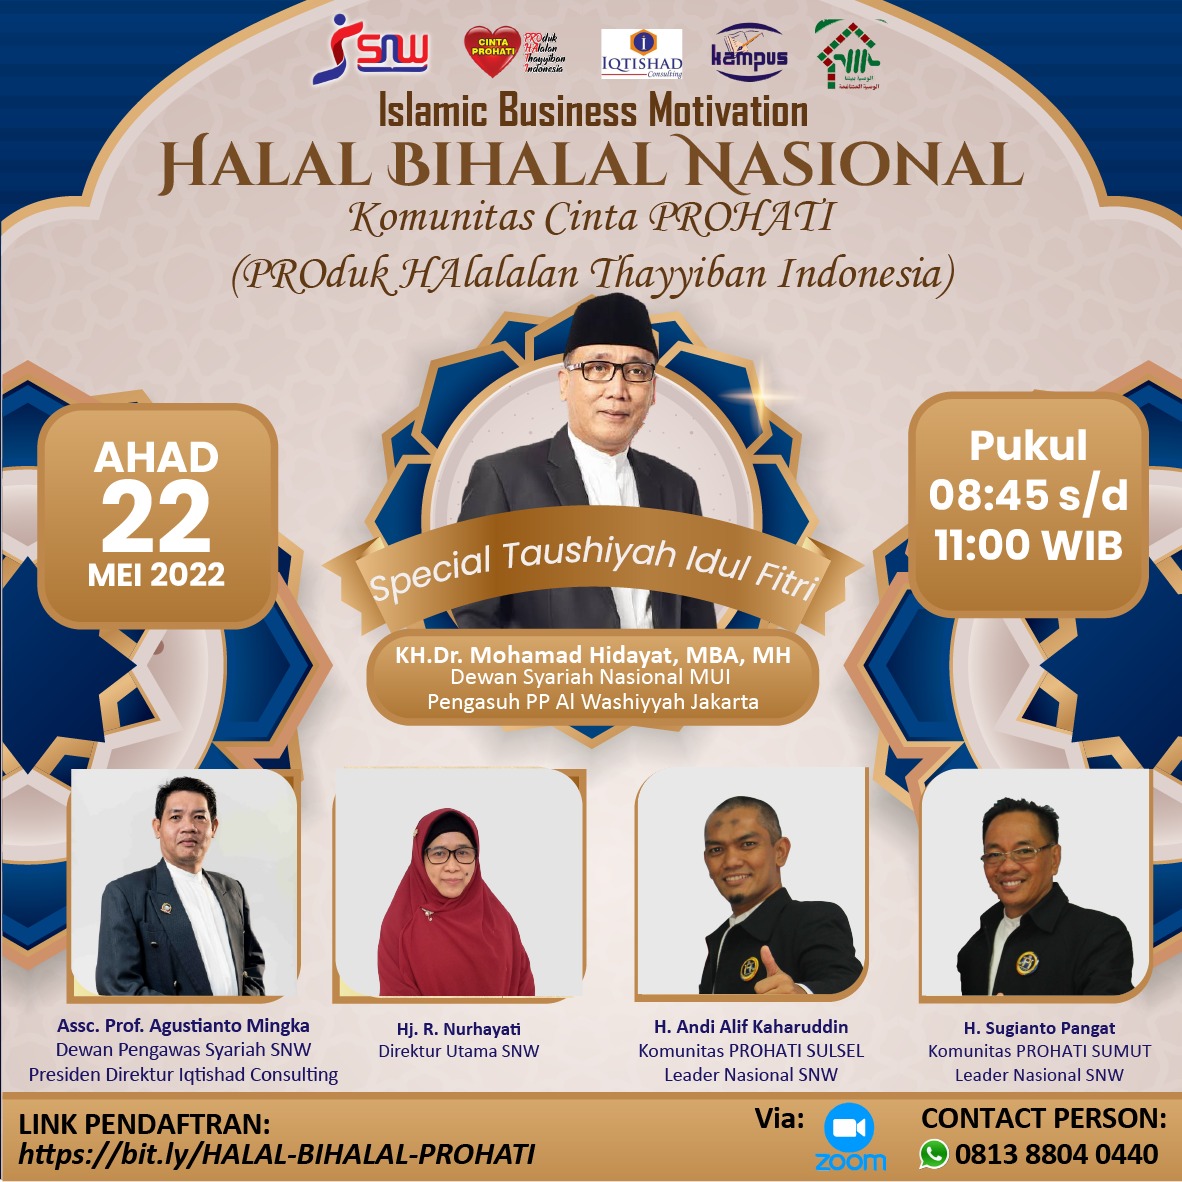 SNW
CINTA
PROHATI
PROduk
HAlalan
Thayyiban
Indonesia
i
IQTISHAD
Consulting
kampus
الوصية بيتنا
Islamic Business Motivation
HALAL BIHALAL NASIONAL
Komunitas Cinta PROHATI
(PROduk HAlalalan Thayyiban Indonesia)
AHAD
22
MEI 2022
Pukul
08:45 s/d
11:00 WIB
Special Taushiyah Idul Fitri
KH.Dr. Mohamad Hidayat, MBA, MH
Dewan Syariah Nasional MUI
Pengasuh PP Al Washiyyah Jakarta
Assc. Prof. Agustianto Mingka
Dewan Pengawas Syariah SNW
Presiden Direktur Iqtishad Consulting
Hj. R. Nurhayati
Direktur Utama SNW
H. Andi Alif Kaharuddin
Komunitas PROHATI SULSEL
Leader Nasional SNW
H. Sugianto Pangat
Komunitas PROHATI SUMUT
Leader Nasional SNW
LINK PENDAFTRAN:
https://bit.ly/HALAL-BIHALAL-PROHATI
Via:
zoom
CONTACT PERSON:
0813 8804 0440